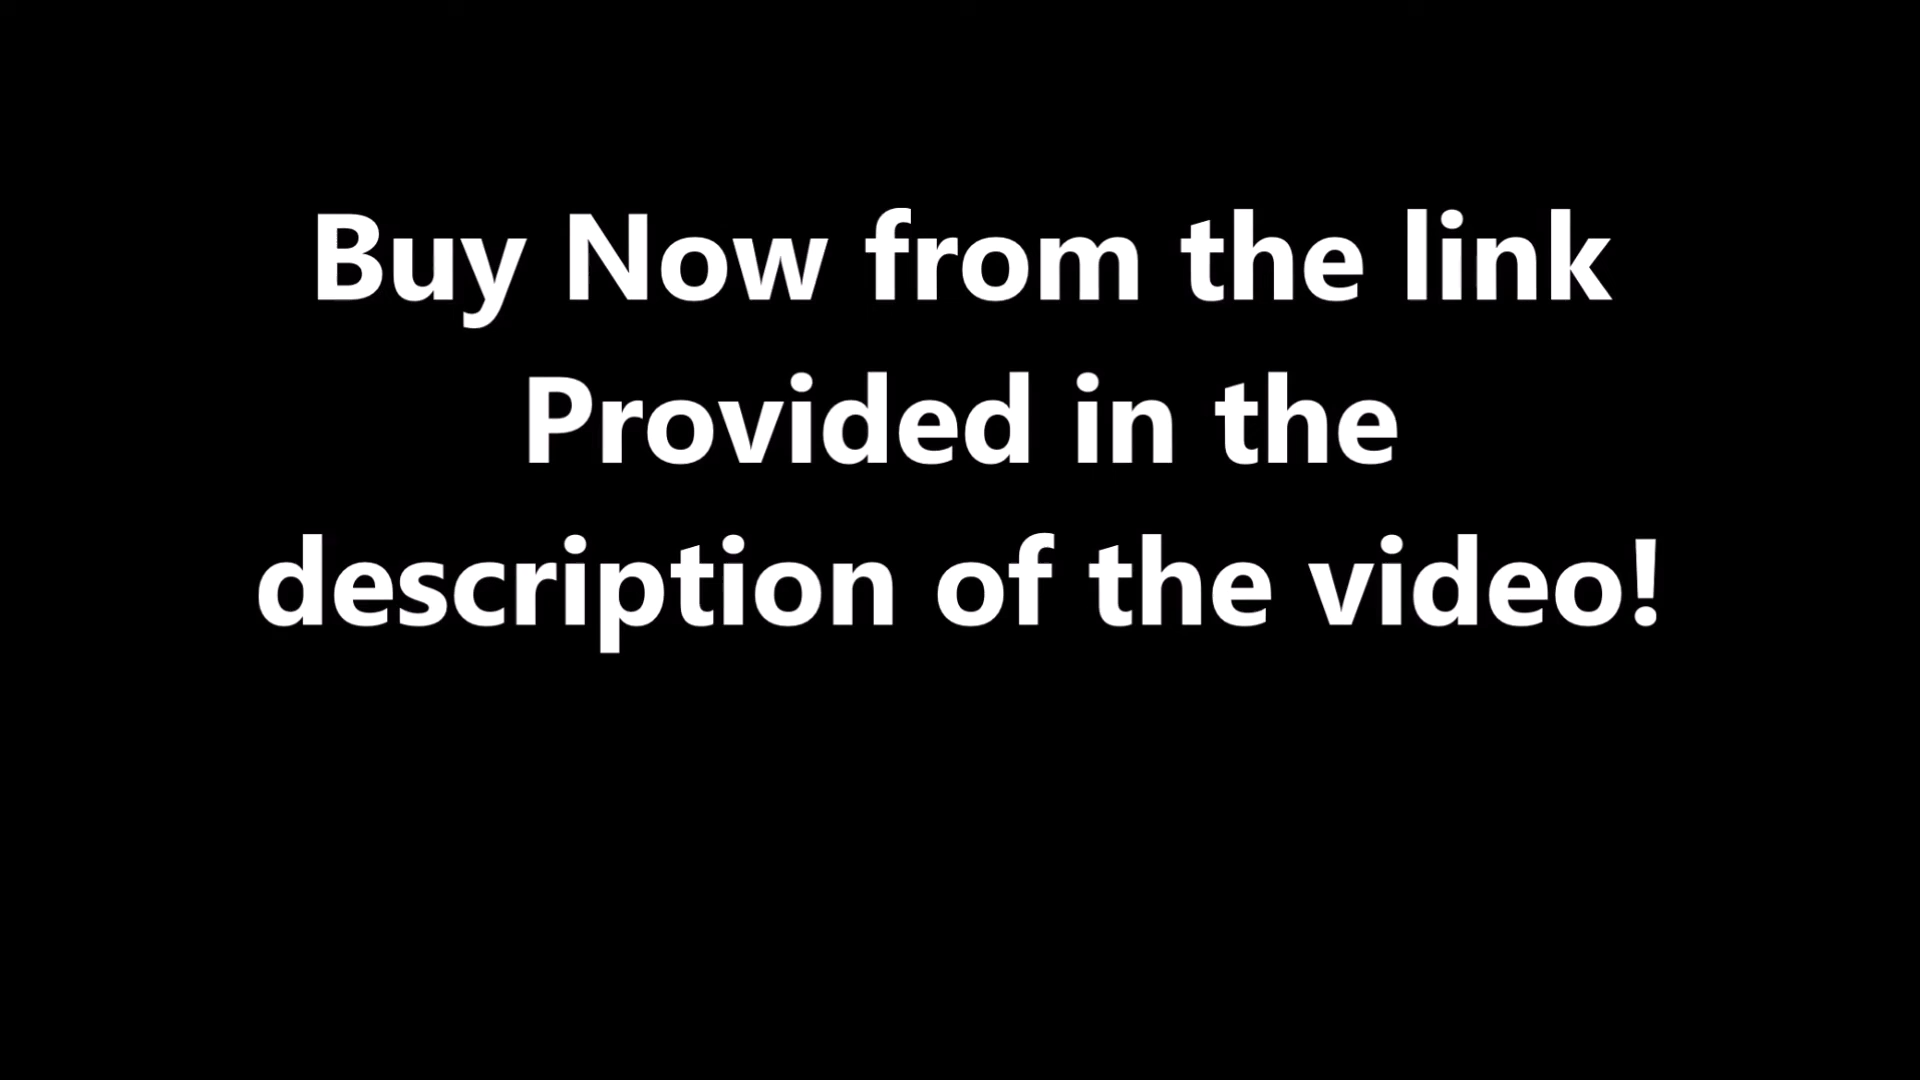 Buy Now from the link
Provided in the
description of the video!